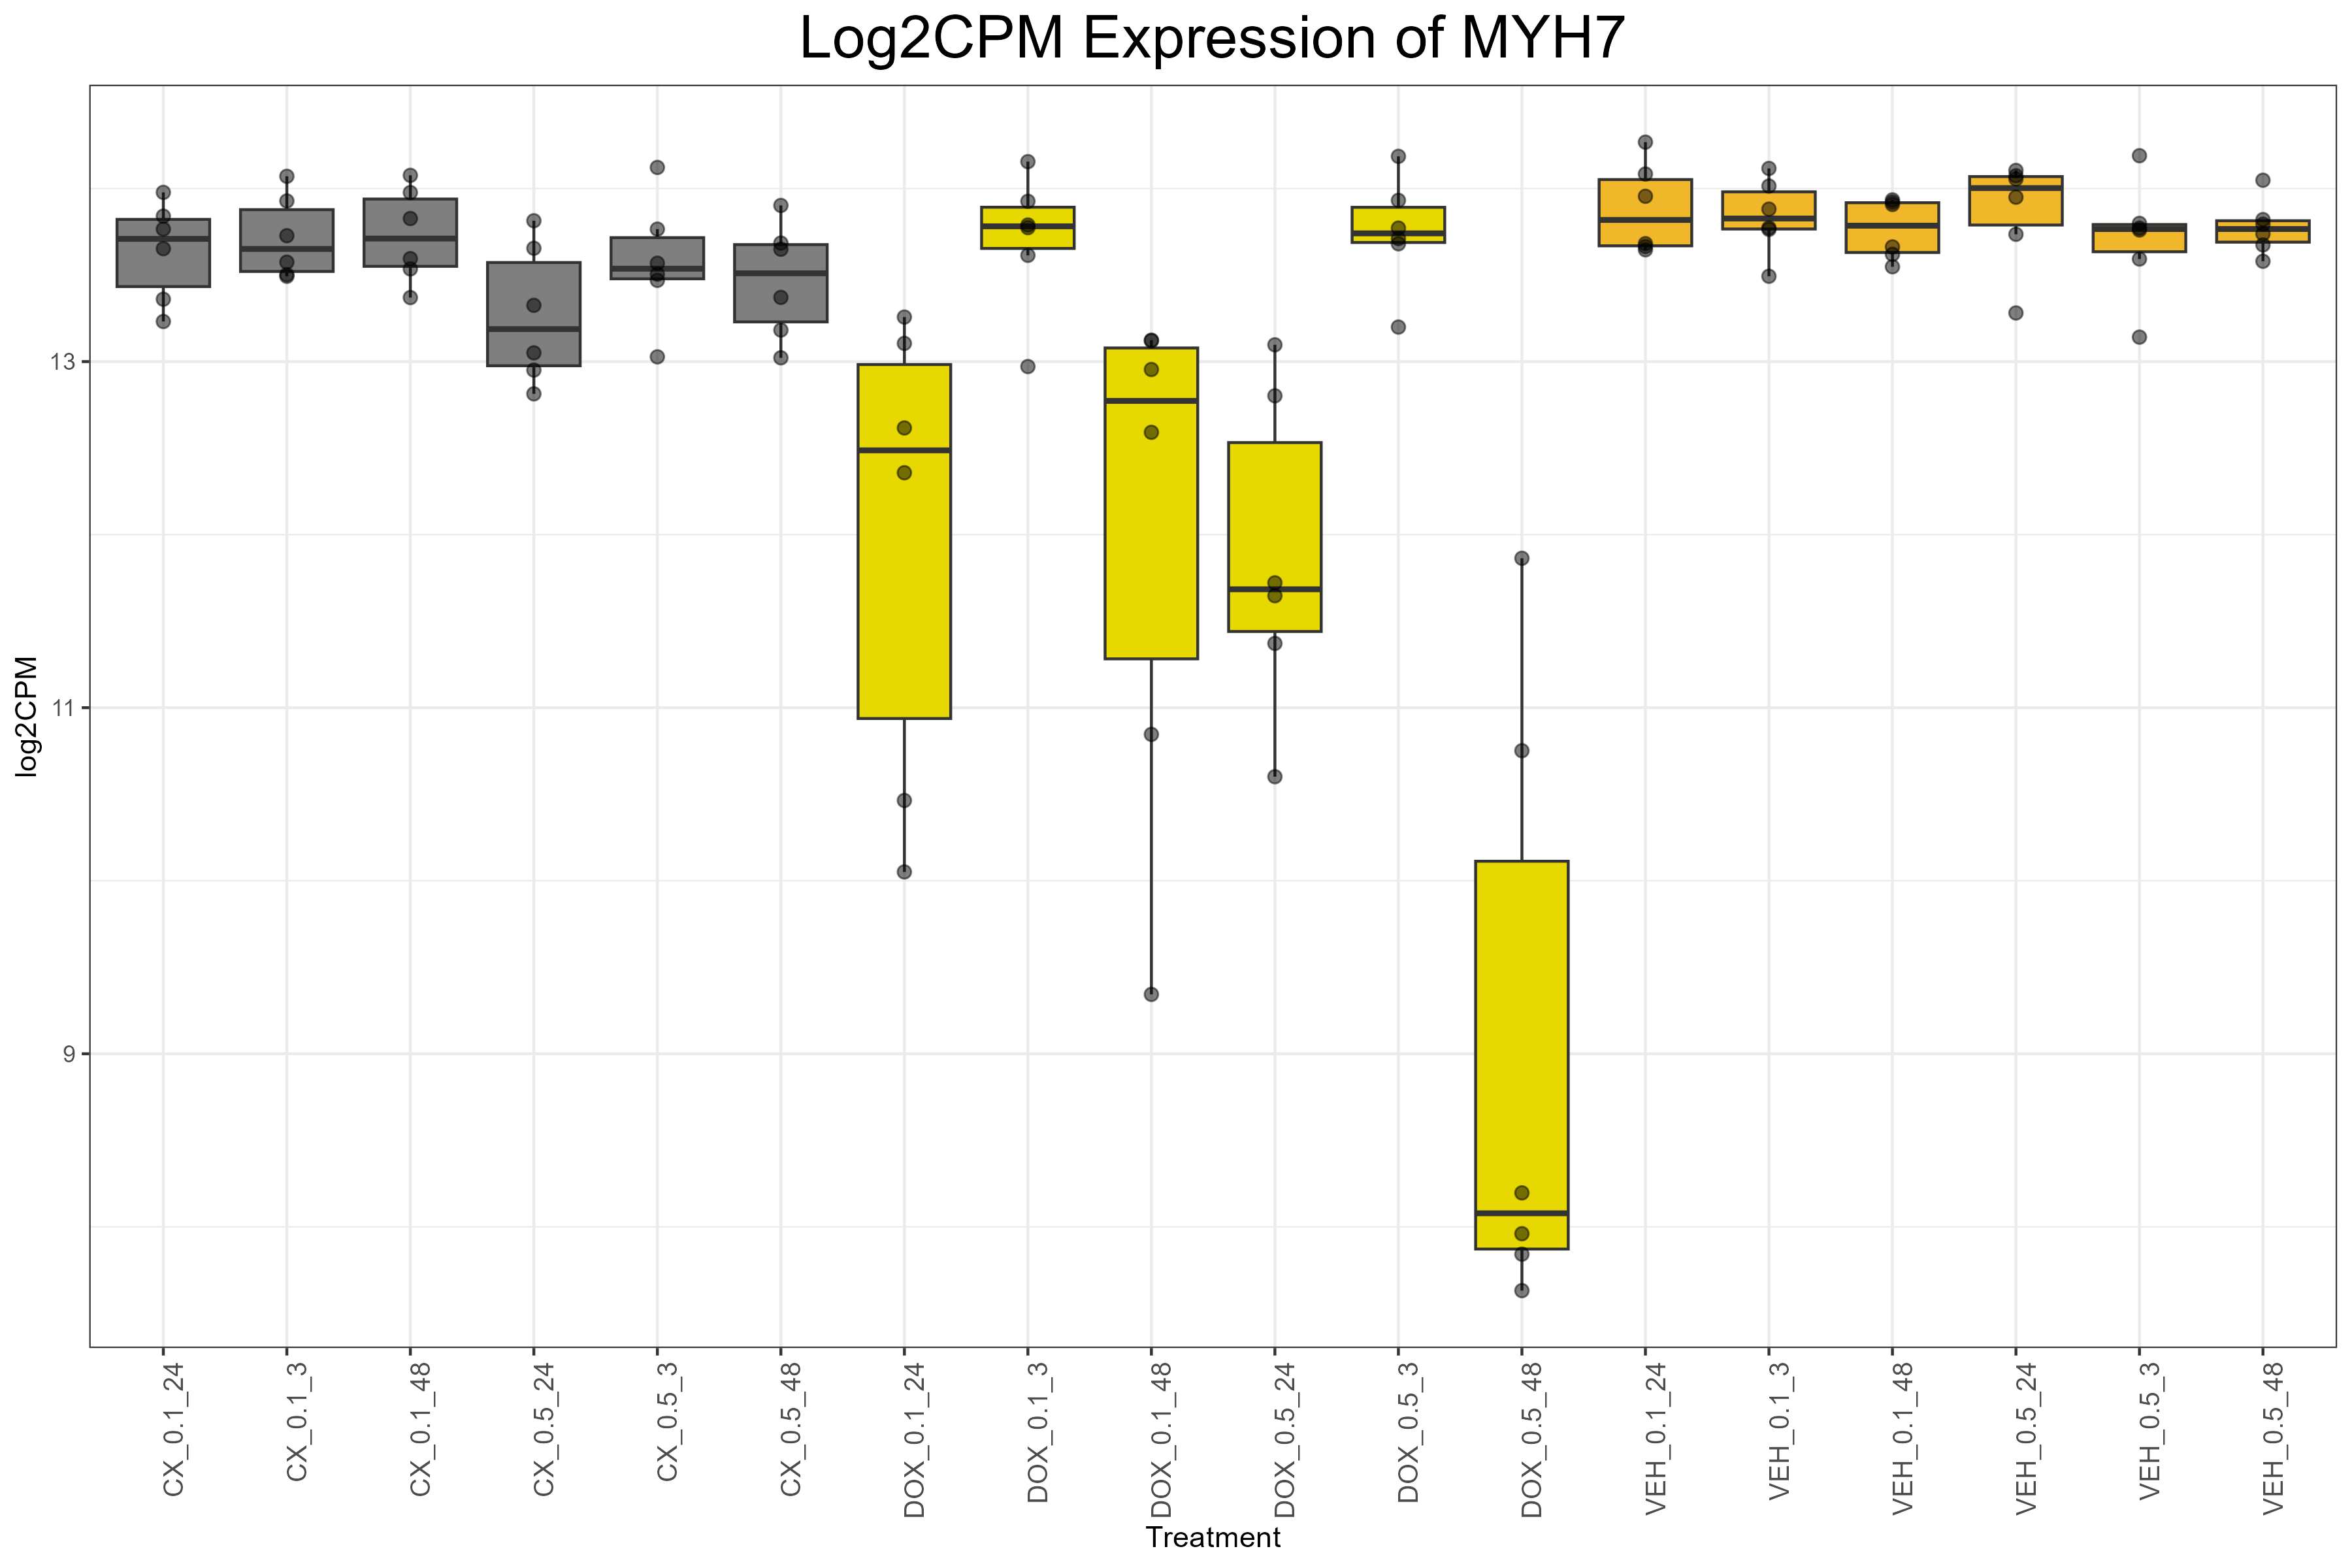 Log2CPM Expression of MYH7
log2CPM
13
11
9
CX_0.1_24
CX_0.1_3
CX_0.1_48
CX_0.5_24
CX_0.5_3
CX_0.5_48
DOX_0.1_24
DOX_0.1_3
DOX_0.1_48
DOX_0.5_24
DOX_0.5_3
DOX_0.5_48
VEH_0.1_24
VEH_0.1_3
VEH_0.1_48
VEH_0.5_24
VEH_0.5_3
VEH_0.5_48
Treatment